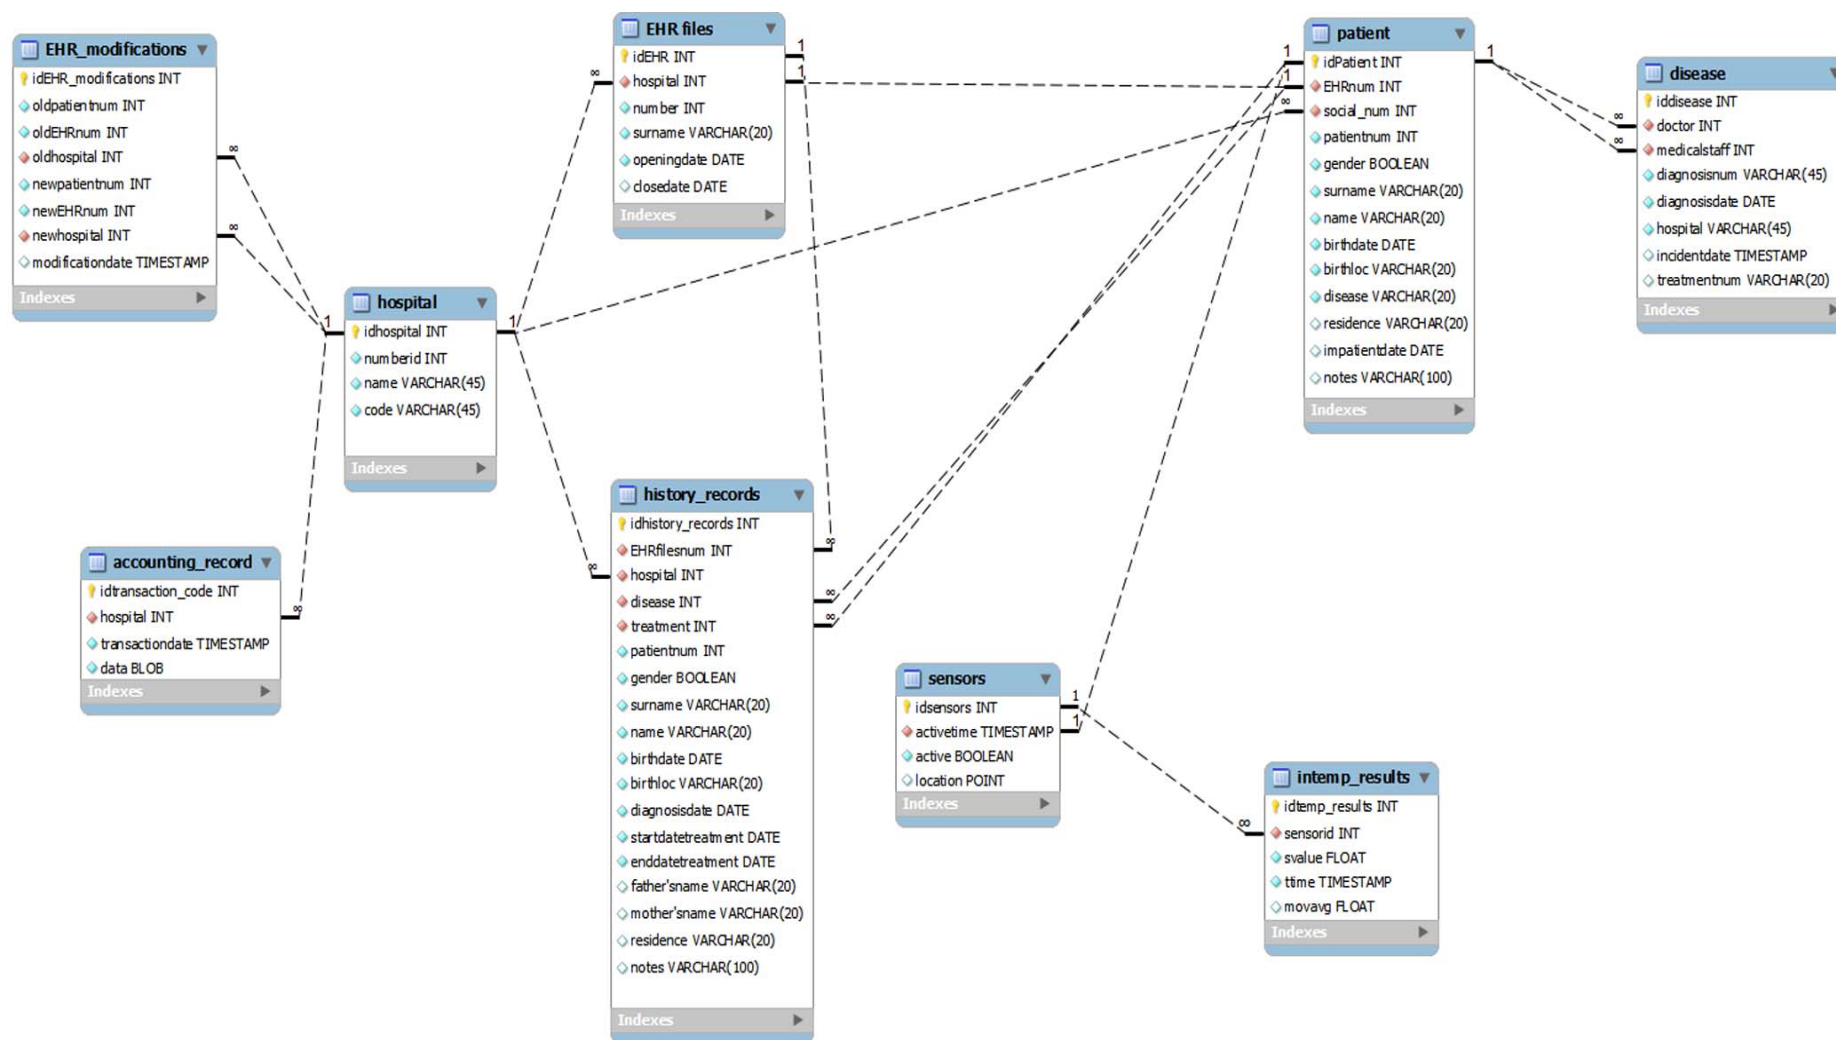 EHR_modifications
idEHR_modifications INT
oldpatientnum INT
oldEHRnum INT
oldhospital INT
newpatientnum INT
newEHRnum INT
newhospital INT
modificationdate TIMESTAMP
Indexes
∞
∞
hospital
idhospital INT
numberid INT
name VARCHAR(45)
code VARCHAR(45)
Indexes
1
1
accounting_record
idtransaction_code INT
hospital INT
transactiondate TIMESTAMP
data BLOB
Indexes
∞
EHR files
idEHR INT
hospital INT
number INT
surname VARCHAR(20)
openingdate DATE
closedate DATE
Indexes
∞
1
1
history_records
idhistory_records INT
EHRfilesnum INT
hospital INT
disease INT
treatment INT
patientnum INT
gender BOOLEAN
surname VARCHAR(20)
name VARCHAR(20)
birthdate DATE
birthloc VARCHAR(20)
diagnosisdate DATE
startdatetreatment DATE
enddatetreatment DATE
father'sname VARCHAR(20)
mother'sname VARCHAR(20)
residence VARCHAR(20)
notes VARCHAR(100)
Indexes
∞
∞
∞
∞
patient
idPatient INT
EHRnum INT
social_num INT
patientnum INT
gender BOOLEAN
surname VARCHAR(20)
name VARCHAR(20)
birthdate DATE
birthloc VARCHAR(20)
disease VARCHAR(20)
residence VARCHAR(20)
impatientdate DATE
notes VARCHAR(100)
Indexes
1
1
∞
1
disease
iddisease INT
doctor INT
medicalstaff INT
diagnosisnum VARCHAR(45)
diagnosisdate DATE
hospital VARCHAR(45)
incidentdate TIMESTAMP
treatmentnum VARCHAR(20)
Indexes
∞
∞
sensors
idsensors INT
activetime TIMESTAMP
active BOOLEAN
location POINT
Indexes
1
1
intemp_results
idtemp_results INT
sensorid INT
svalue FLOAT
ttime TIMESTAMP
movavg FLOAT
Indexes
∞